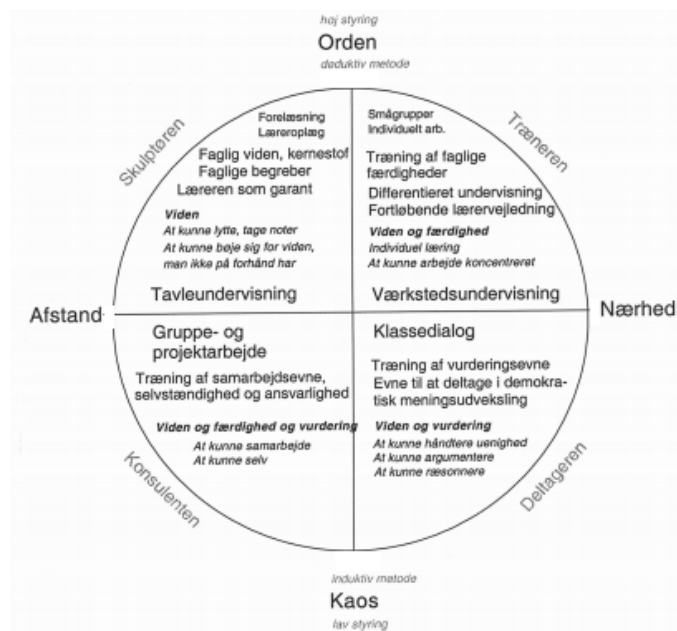 høj styring
Orden
deduktiv metode
Skulptøren
Forelæsning
Læreroplæg
Faglig viden, kernestof
Faglige begreber
Læreren som garant
Viden
At kunne lytte, tage noter
At kunne bøje sig for viden,
man ikke på forhånd har
Tavleundervisning
Træneren
Smågrupper
Individuelt arb.
Træning af faglige
færdigheder
Differentieret undervisning
Fortløbende lærervejledning
Viden og færdighed
Individuel læring
At kunne arbejde koncentreret
Værkstedsundervisning
Afstand
Nærhed
Gruppe- og
projektarbejde
Træning af samarbejdsevne,
selvstændighed og ansvarlighed
Viden og færdighed og vurdering
At kunne samarbejde
At kunne selv
Konsulenten
Klassedialog
Træning af vurderingsevne
Evne til at deltage i demokra-
tisk meningsudveksling
Viden og vurdering
At kunne håndtere uenighed
At kunne argumentere
At kunne ræsonnere
Deltageren
induktiv metode
Kaos
lav styring